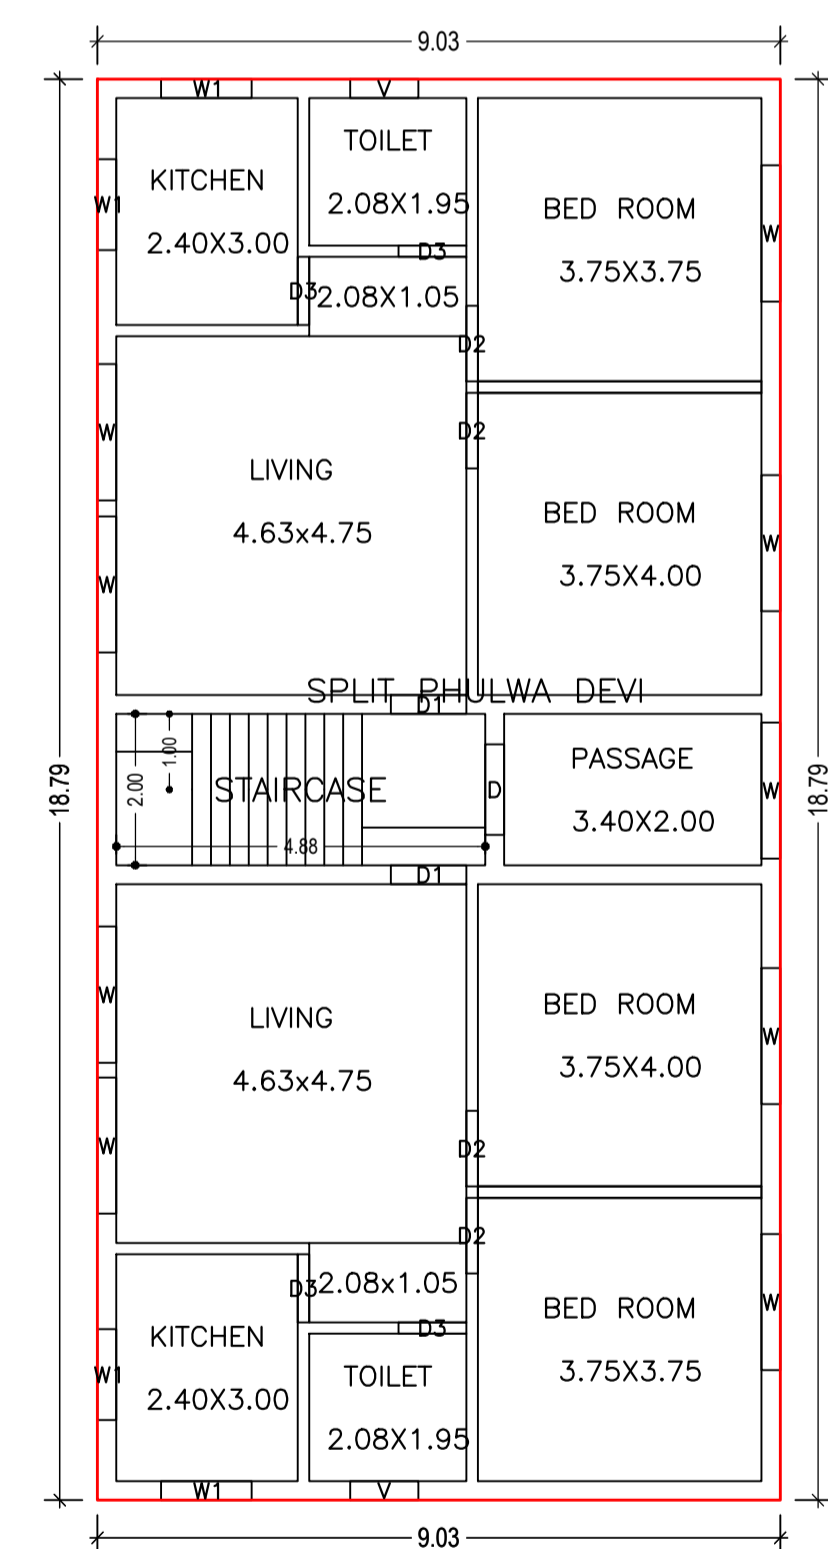 9.03
W1
V
TOILET
KITCHEN
2.08X1.95
W1
BED ROOM
W
2.40X3.00
D3
3.75X3.75
D3
2.08X1.05
D2
W
D2
LIVING
BED ROOM
4.63x4.75
W
3.75X4.00
W
SPLIT PHULWA DEVI
D1
18.79
2.00
1.00
STAIRCASE
D
PASSAGE
W
3.40X2.00
18.79
4.88
D1
W
LIVING
BED ROOM
W
4.63x4.75
3.75X4.00
W
D2
D2
D3
2.08x1.05
BED ROOM
W
D3
KITCHEN
W1
TOILET
3.75X3.75
2.40X3.00
2.08X1.95
W1
V
9.03